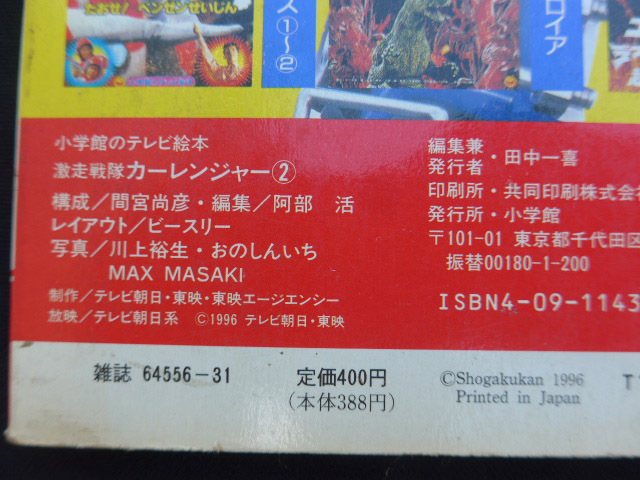 たおせ! ベンゼンせいじん
ス①〜②
ロイア
小学館のテレビ絵本
激走戦隊カーレンジャー②
構成／間宮尚彦・編集／阿部 活
レイアウト／ビースリー
写真／川上裕生・おのしんいち
MAX MASAKI
制作／テレビ朝日・東映・東映エージエンシー
放映／テレビ朝日系 ©1996 テレビ朝日・東映
編集兼
発行者・田中一喜
印刷所・共同印刷株式会
発行所・小学館
〒101-01 東京都千代田区
振替00180-1-200
ISBN4-09-1143
雑誌 64556-31
定価400円
(本体388円)
©Shogakukan 1996
Printed in Japan
T1